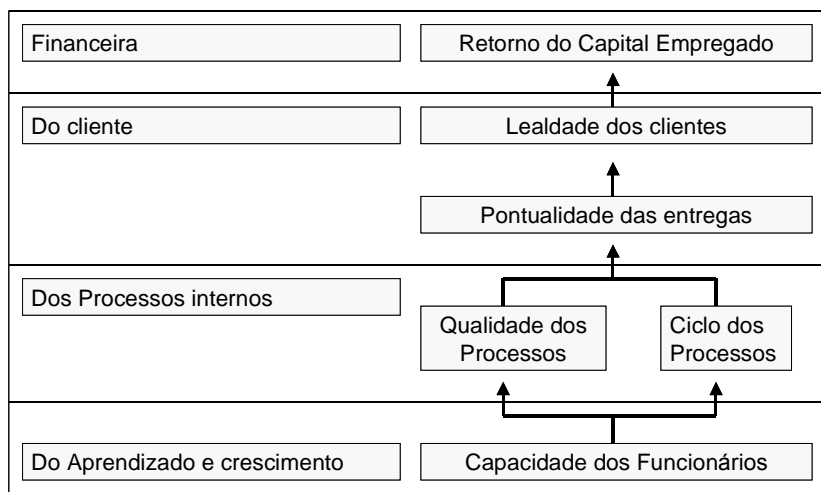 Financeira
Retorno do Capital Empregado
Do cliente
Lealdade dos clientes
Pontualidade das entregas
Dos Processos internos
Qualidade dos
Processos
Ciclo dos
Processos
Do Aprendizado e crescimento
Capacidade dos Funcionários